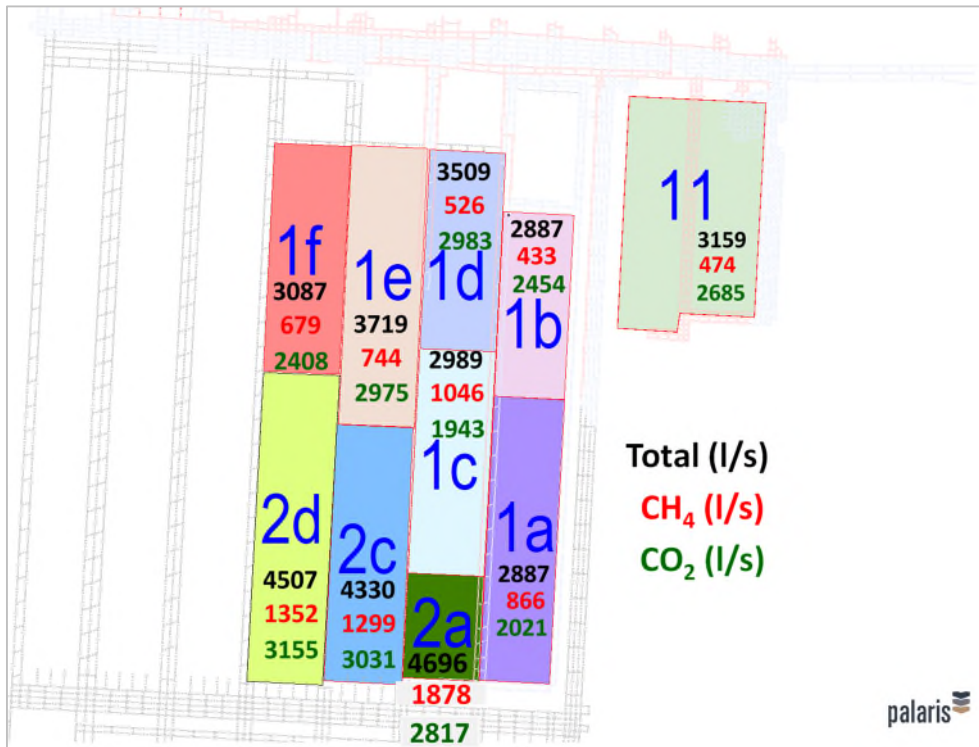 1f
3087
679
2408
1e
3719
744
2975
3509
526
2983
1d
2887
433
2454
1b
11
3159
474
2685
2989
1046
1943
1c
2d
4507
1352
3155
2c
4330
1299
3031
2a
4696
1878
2817
1a
2887
866
2021
Total (l/s)
CH₄ (l/s)
CO₂ (l/s)
palaris